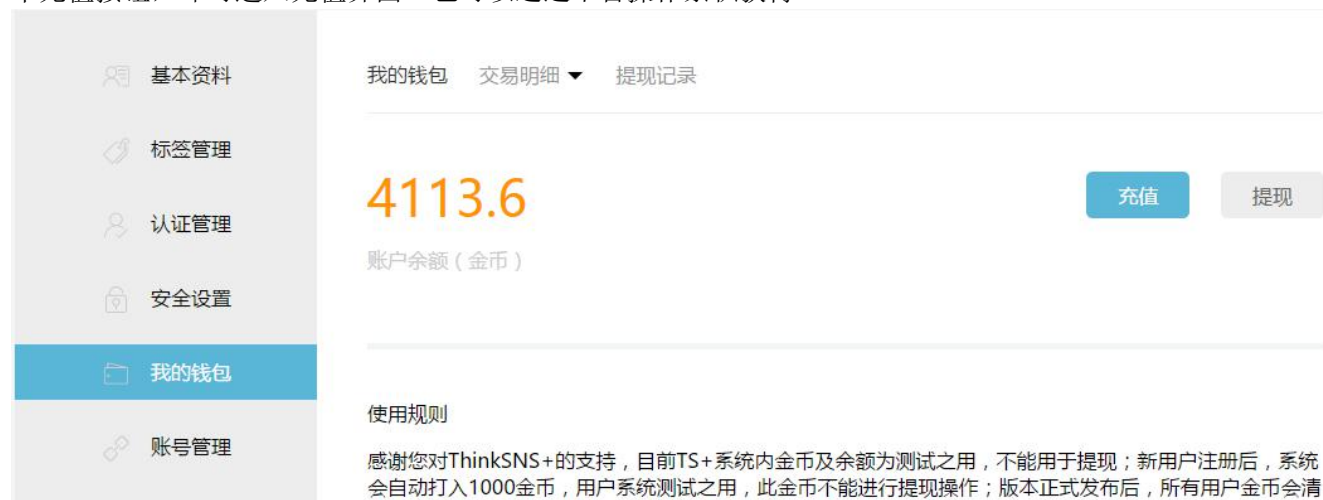 基本资料
我的钱包 交易明细 提现记录
标签管理
4113.6
充值 提现
认证管理
账户余额（金币）
安全设置
我的钱包
使用规则
账号管理
感谢您对ThinkSNS+的支持，目前TS+系统内金币及余额为测试之用，不能用于提现；新用户注册后，系统
会自动打入1000金币，用户系统测试之用，此金币不能进行提现操作；版本正式发布后，所有用户金币会清